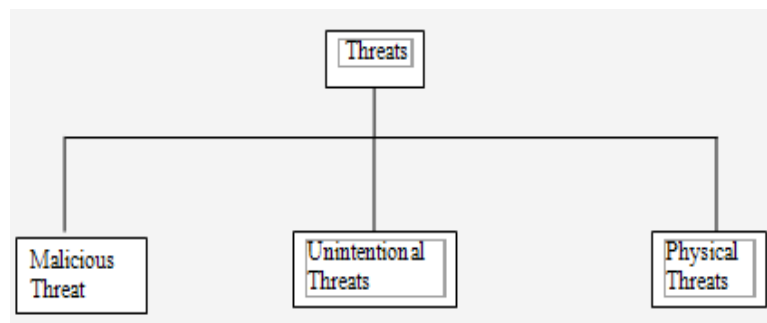 Threats
Malicious
Threat
Unintentional
Threats
Physical
Threats